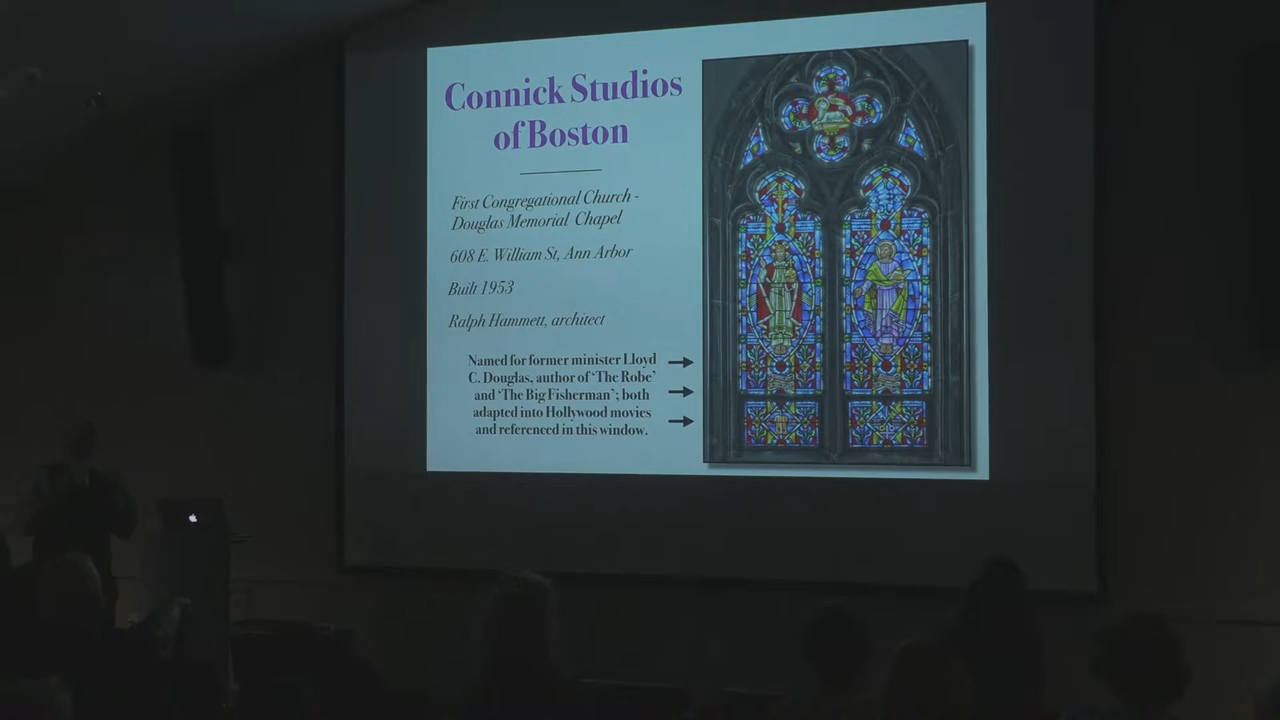 Connick Studios
of Boston
First Congregational Church -
Douglas Memorial Chapel
608 E. William St, Ann Arbor
Built 1953
Ralph Hammett, architect
Named for former minister Lloyd
C. Douglas, author of ‘The Robe’
and ‘The Big Fisherman’; both
adapted into Hollywood movies
and referenced in this window.